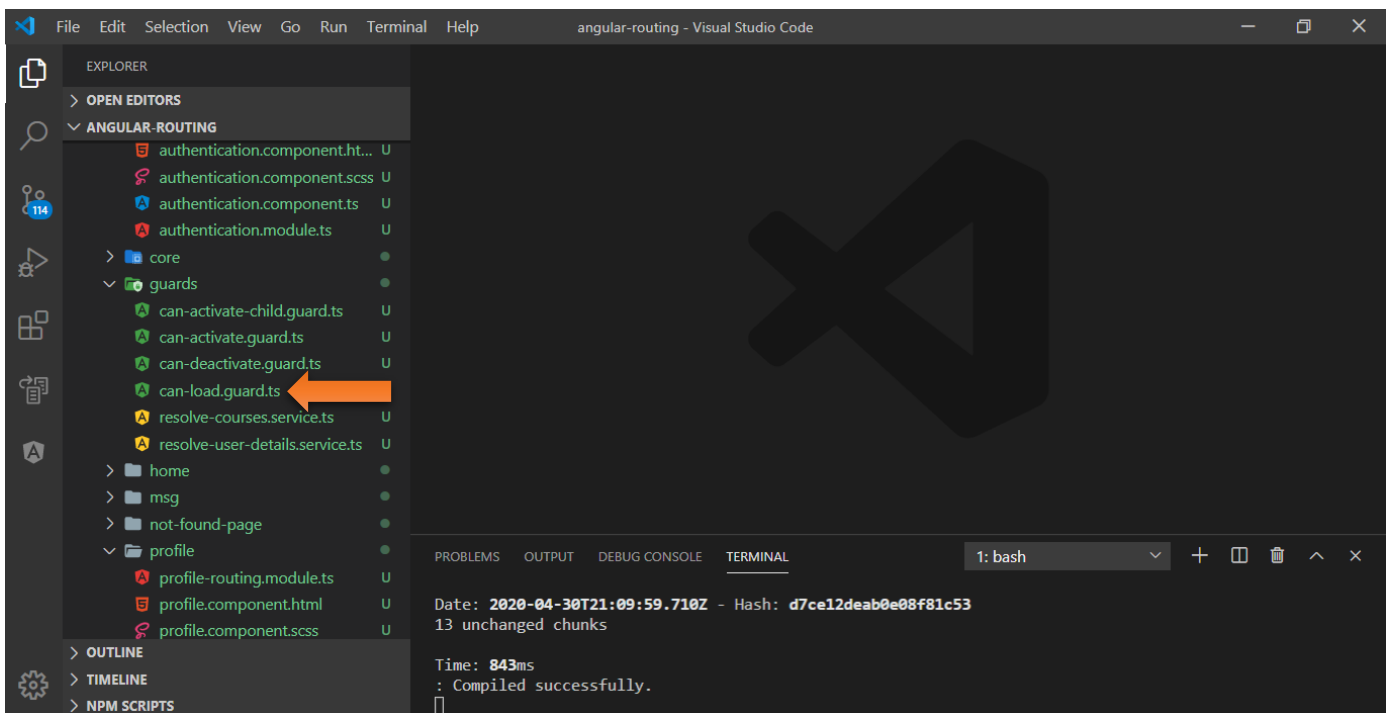 File Edit Selection View Go Run Terminal Help angular-routing - Visual Studio Code
EXPLORER
OPEN EDITORS
ANGULAR-ROUTING
authentication.component.ht... U
authentication.component.scss U
authentication.component.ts U
authentication.module.ts U
core
guards
can-activate-child.guard.ts U
can-activate.guard.ts U
can-deactivate.guard.ts U
can-load.guard.ts
resolve-courses.service.ts U
resolve-user-details.service.ts U
home
msg
not-found-page
profile
profile-routing.module.ts U
profile.component.html U
profile.component.scss U
OUTLINE
TIMELINE
NPM SCRIPTS
114
PROBLEMS OUTPUT DEBUG CONSOLE TERMINAL 1: bash
Date: 2020-04-30T21:09:59.710Z - Hash: d7ce12deab0e08f81c53
13 unchanged chunks
Time: 843ms
: Compiled successfully.